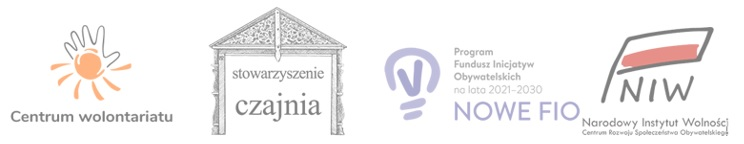 Centrum wolontariatu
stowarzyszenie
czajnia
Program
Fundusz Inicjatyw
Obywatelskich
na lata 2021-2030
NOWE FIO
NIW
Narodowy Instytut Wolności
Centrum Rozwoju Społeczeństwa Obywatelskiego